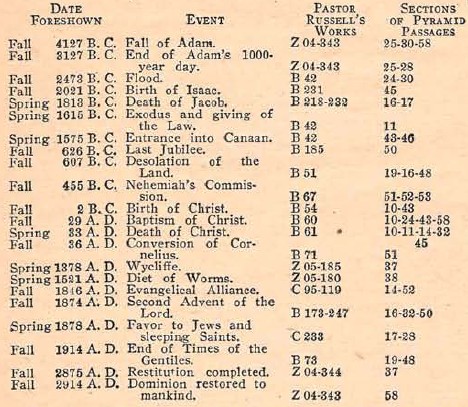 DATE FORESHOWN EVENT PASTOR RUSSELL'S WORKS SECTIONS OF PYRAMID PASSAGES
Fall 4127 B. C. Fall of Adam. Z 04-343 25-30-58
Fall 3127 B. C. End of Adam's 1000-
year day. Z 04-343 25-28
Fall 2473 B. C. Flood. B 42 24-30
Fall 2021 B. C. Birth of Isaac. B 231 45
Spring 1813 B. C. Death of Jacob. B 218-232 16-17
Spring 1615 B. C. Exodus and giving of
the Law. B 42 11
Spring 1575 B. C. Entrance into Canaan. B 42 43-46
Fall 626 B. C. Last Jubilee. B 185 50
Fall 607 B. C. Desolation of the
Land. B 51 19-16-48
Fall 455 B. C. Nehemiah's Commis-
sion. B 67 51-52-53
Fall 2 B. C. Birth of Christ. B 54 10-43
Fall 29 A. D. Baptism of Christ. B 60 10-24-43-58
Spring 33 A. D. Death of Christ. B 61 10-11-14-32
Fall 36 A. D. Conversion of Cor- 45
nelius. B 71 51
Spring 1378 A. D. Wycliffe. Z 05-185 37
Spring 1521 A. D. Diet of Worms. Z 05-180 38
Fall 1846 A. D. Evangelical Alliance. C 95-119 14-52
Fall 1874 A. D. Second Advent of the
Lord. B 173-247 16-32-50
Spring 1878 A. D. Favor to Jews and
sleeping Saints. C 233 17-28
Fall 1914 A. D. End of Times of the
Gentiles. B 73 19-48
Fall 2875 A. D. Restitution completed. Z 04-344 37
Fall 2914 A. D. Dominion restored to
mankind. Z 04-343 58